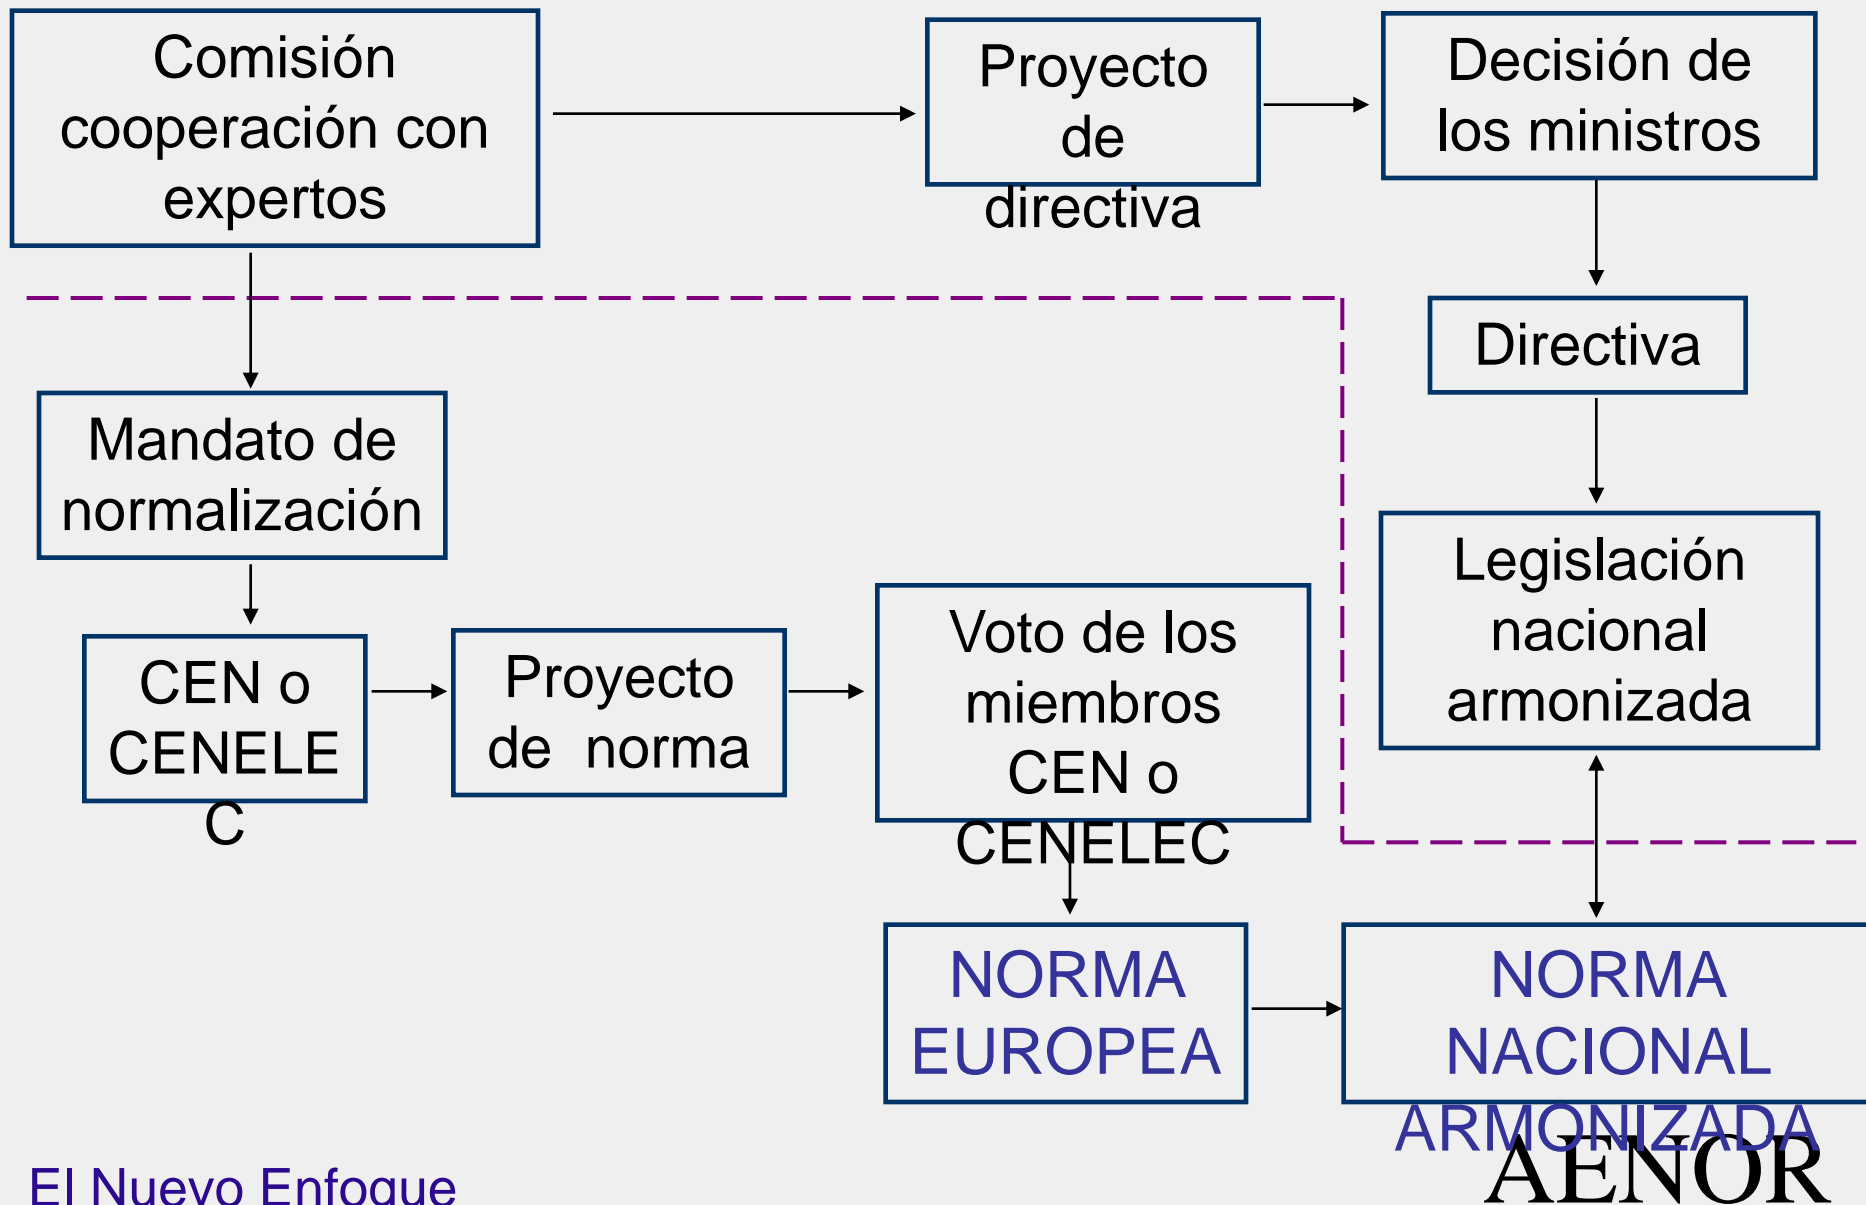 Comisión
cooperación con
expertos
Proyecto
de
directiva
Decisión de
los ministros
Directiva
Mandato de
normalización
Legislación
nacional
armonizada
CEN o
CENELE
C
Proyecto
de norma
Voto de los
miembros
CEN o
CENELEC
NORMA
EUROPEA
NORMA
NACIONAL
ARMONIZADA
El Nuevo Enfoque
AENOR